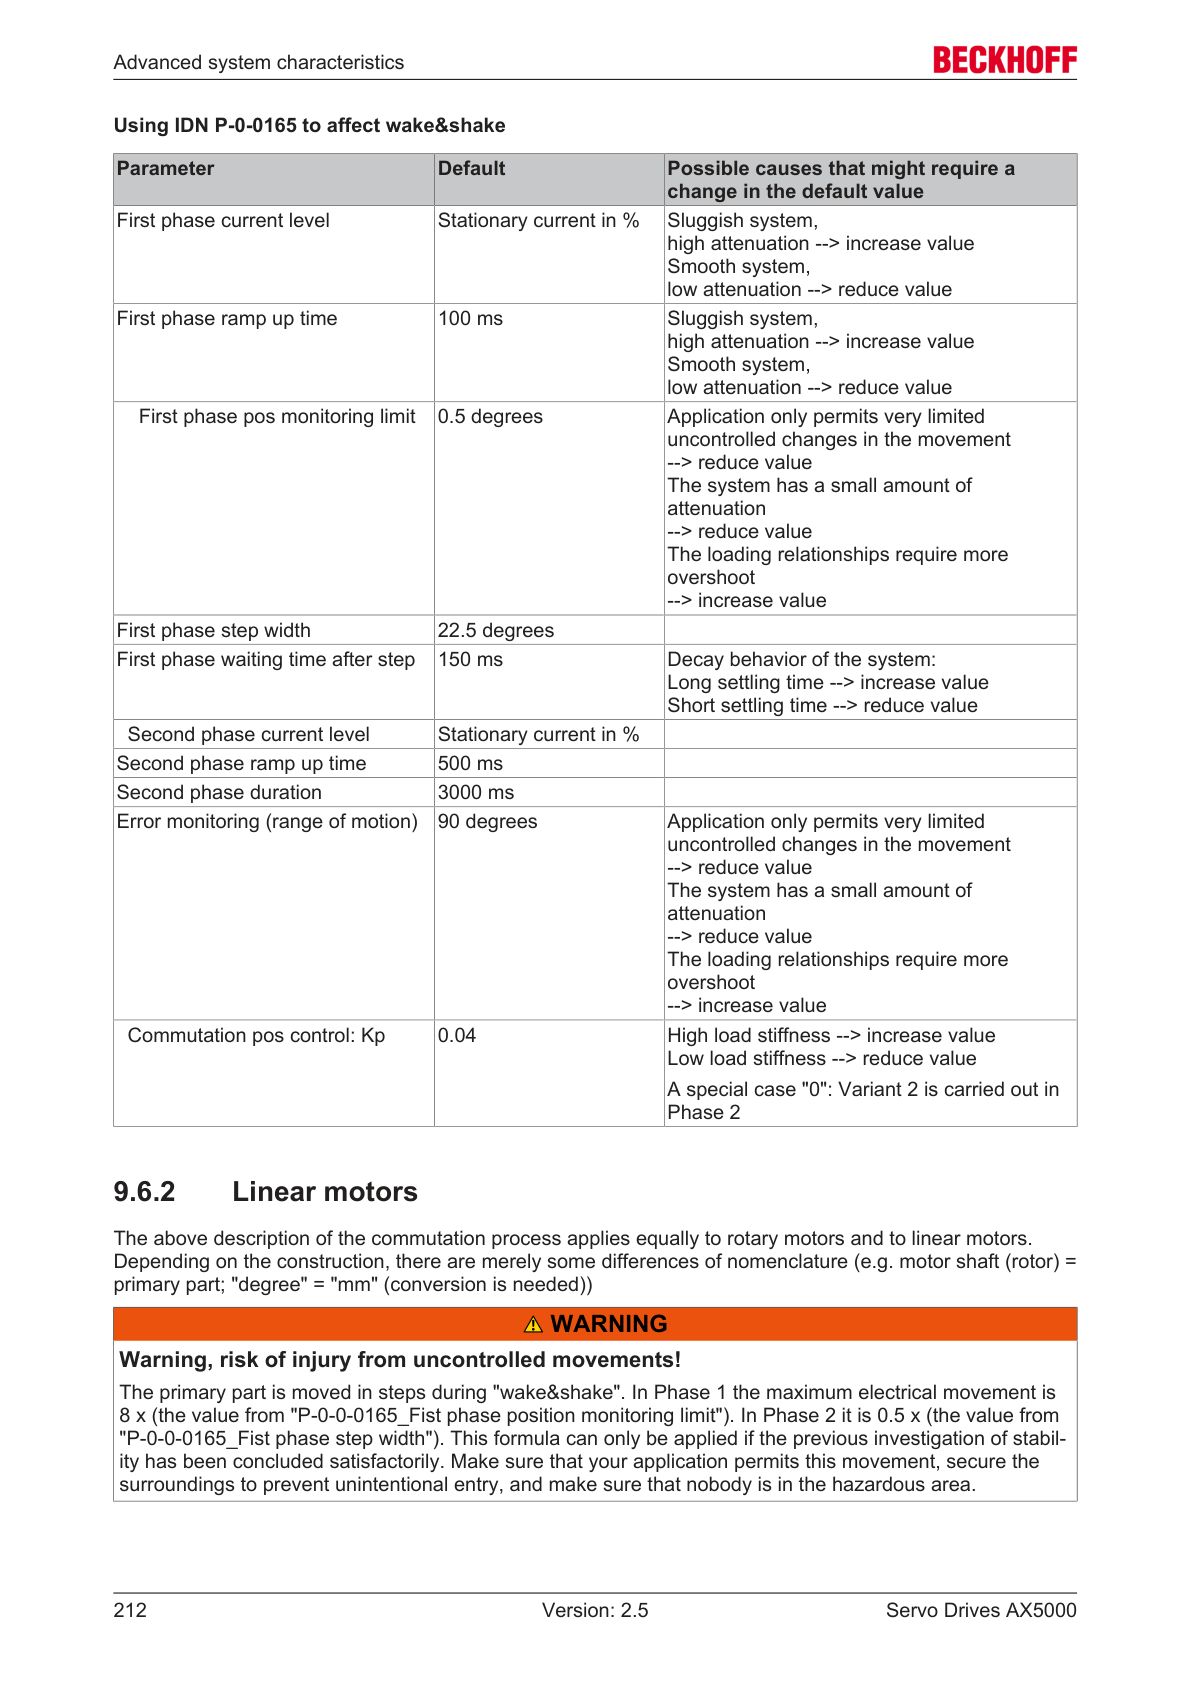 Advanced system characteristics
BECKHOFF
Using IDN P-0-0165 to affect wake&shake
Parameter Default Possible causes that might require a
change in the default value
First phase current level Stationary current in % Sluggish system,
high attenuation --> increase value
Smooth system,
low attenuation --> reduce value
First phase ramp up time 100 ms Sluggish system,
high attenuation --> increase value
Smooth system,
low attenuation --> reduce value
First phase pos monitoring limit 0.5 degrees Application only permits very limited
uncontrolled changes in the movement
--> reduce value
The system has a small amount of
attenuation
--> reduce value
The loading relationships require more
overshoot
--> increase value
First phase step width 22.5 degrees
First phase waiting time after step 150 ms Decay behavior of the system:
Long settling time --> increase value
Short settling time --> reduce value
Second phase current level Stationary current in %
Second phase ramp up time 500 ms
Second phase duration 3000 ms
Error monitoring (range of motion) 90 degrees Application only permits very limited
uncontrolled changes in the movement
--> reduce value
The system has a small amount of
attenuation
--> reduce value
The loading relationships require more
overshoot
--> increase value
Commutation pos control: Kp 0.04 High load stiffness --> increase value
Low load stiffness --> reduce value
A special case "0": Variant 2 is carried out in
Phase 2
9.6.2 Linear motors
The above description of the commutation process applies equally to rotary motors and to linear motors.
Depending on the construction, there are merely some differences of nomenclature (e.g. motor shaft (rotor) =
primary part; "degree" = "mm" (conversion is needed))
WARNING
Warning, risk of injury from uncontrolled movements!
The primary part is moved in steps during "wake&shake". In Phase 1 the maximum electrical movement is
8 x (the value from "P-0-0-0165_Fist phase position monitoring limit"). In Phase 2 it is 0.5 x (the value from
"P-0-0-0165_Fist phase step width"). This formula can only be applied if the previous investigation of stabil-
ity has been concluded satisfactorily. Make sure that your application permits this movement, secure the
surroundings to prevent unintentional entry, and make sure that nobody is in the hazardous area.
212 Version: 2.5 Servo Drives AX5000